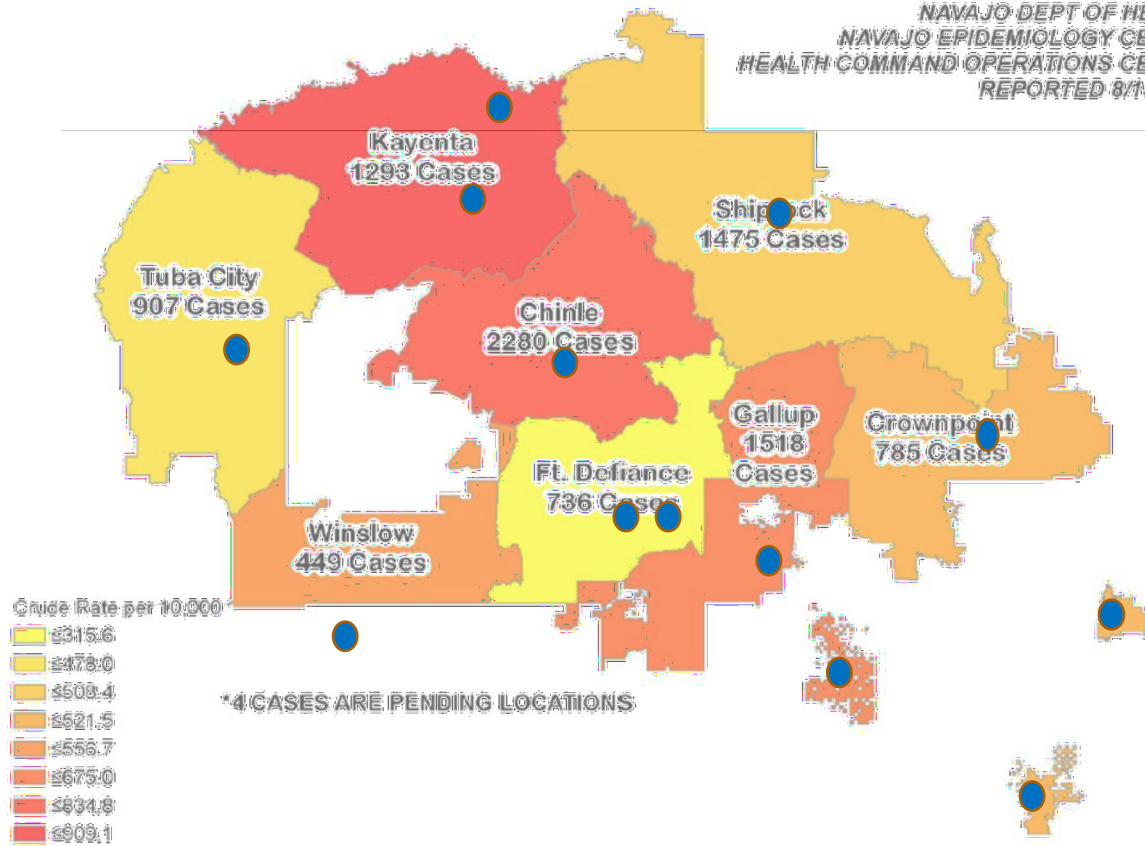 NAVAJO DEPT OF HE
NAVAJO EPIDEMIOLOGY CE
HEALTH COMMAND OPERATIONS CE
REPORTED 8/1
Kayenta
1293 Cases
Shiprock
1475 Cases
Tuba City
907 Cases
Chinle
2280 Cases
Gallup
1518
Cases
Crownpoint
785 Cases
Ft. Defiance
736 Cases
Winslow
449 Cases
Crude Rate per 10,000
≤315.6
≤478.0
≤508.4
≤521.5
≤556.7
≤675.0
≤834.8
≤909.1
*4 CASES ARE PENDING LOCATIONS